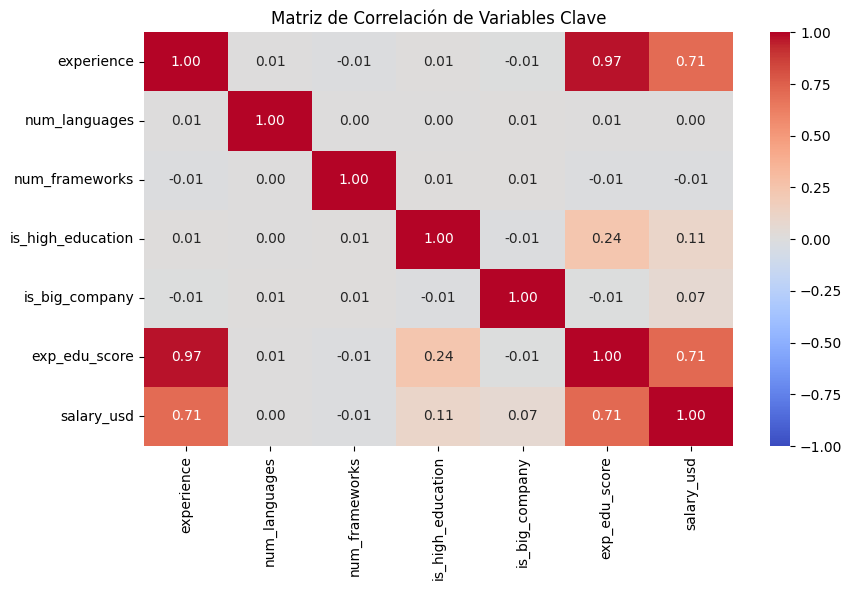 Matriz de Correlación de Variables Clave
experience 1.00 0.01 -0.01 0.01 -0.01 0.97 0.71
num_languages 0.01 1.00 0.00 0.00 0.01 0.01 0.00
num_frameworks -0.01 0.00 1.00 0.01 0.01 -0.01 -0.01
is_high_education 0.01 0.00 0.01 1.00 -0.01 0.24 0.11
is_big_company -0.01 0.01 0.01 -0.01 1.00 -0.01 0.07
exp_edu_score 0.97 0.01 -0.01 0.24 -0.01 1.00 0.71
salary_usd 0.71 0.00 -0.01 0.11 0.07 0.71 1.00
experience
num_languages
num_frameworks
is_high_education
is_big_company
exp_edu_score
salary_usd
1.00
0.75
0.50
0.25
0.00
−0.25
−0.50
−0.75
−1.00